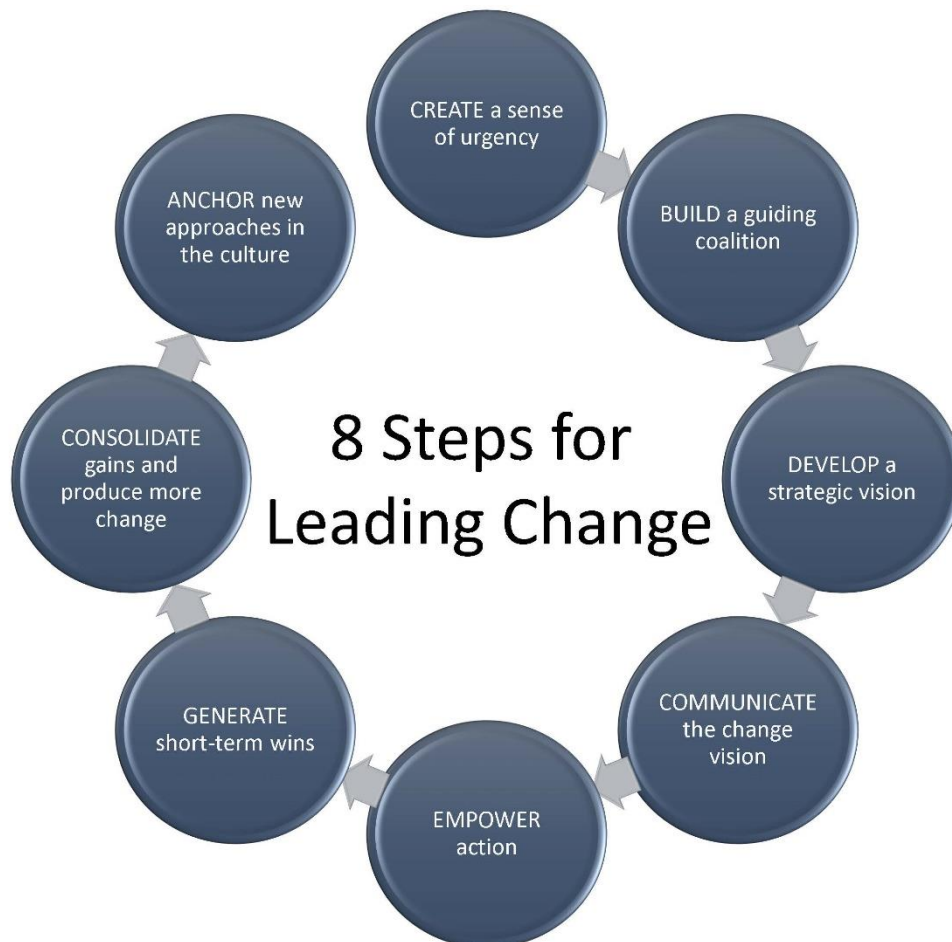 CREATE a sense
of urgency
BUILD a guiding
coalition
DEVELOP a
strategic vision
COMMUNICATE
the change
vision
EMPOWER
action
GENERATE
short-term wins
CONSOLIDATE
gains and
produce more
change
ANCHOR new
approaches in
the culture
8 Steps for
Leading Change